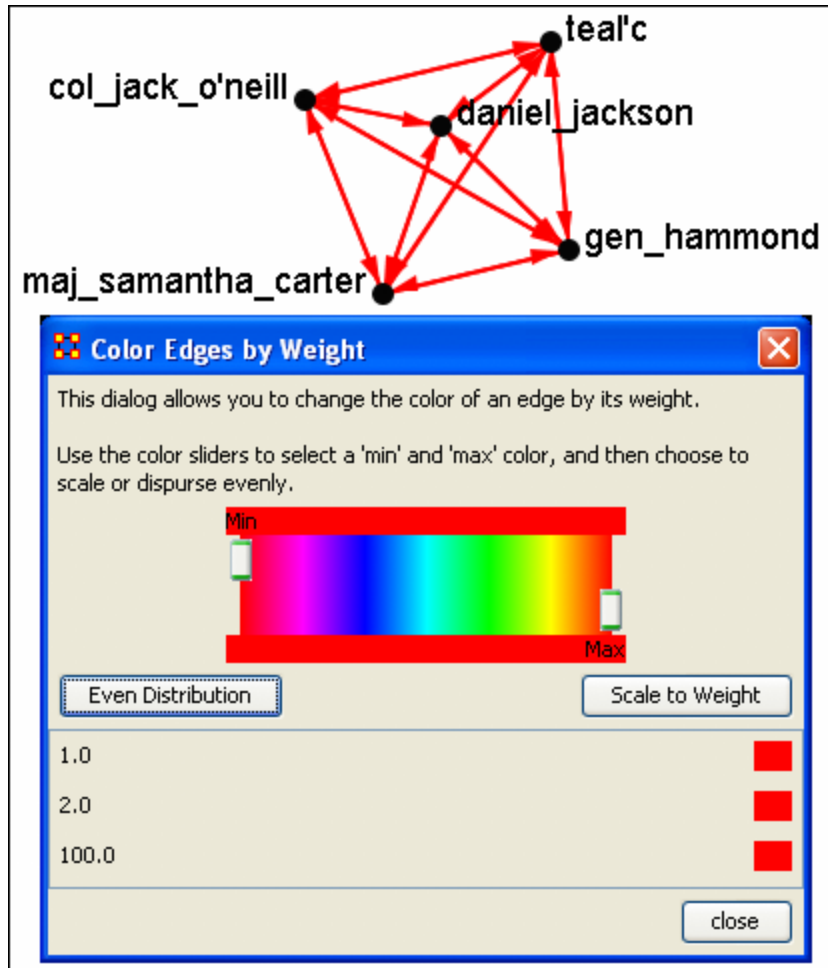 teal'c
col_jack_o'neill
daniel_jackson
gen_hammond
maj_samantha_carter
Color Edges by Weight
This dialog allows you to change the color of an edge by its weight.
Use the color sliders to select a 'min' and 'max' color, and then choose to
scale or dispurse evenly.
Min
Max
Even Distribution
Scale to Weight
1.0
2.0
100.0
close